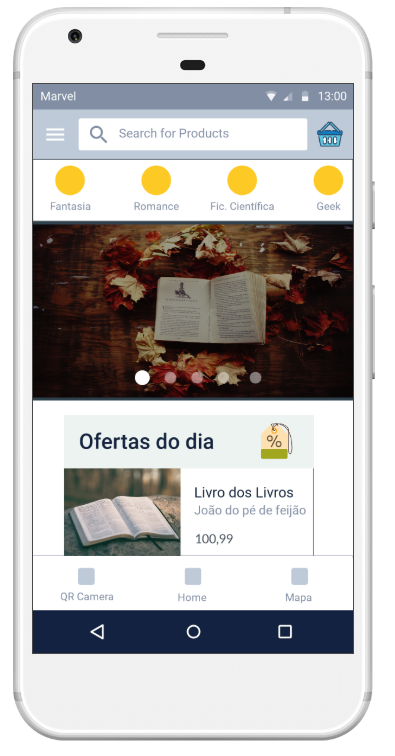 Marvel 13:00
Search for Products
Fantasia Romance Fic. Científica Geek
Ofertas do dia
%
Livro dos Livros
João do pé de feijão
100,99
QR Camera Home Mapa